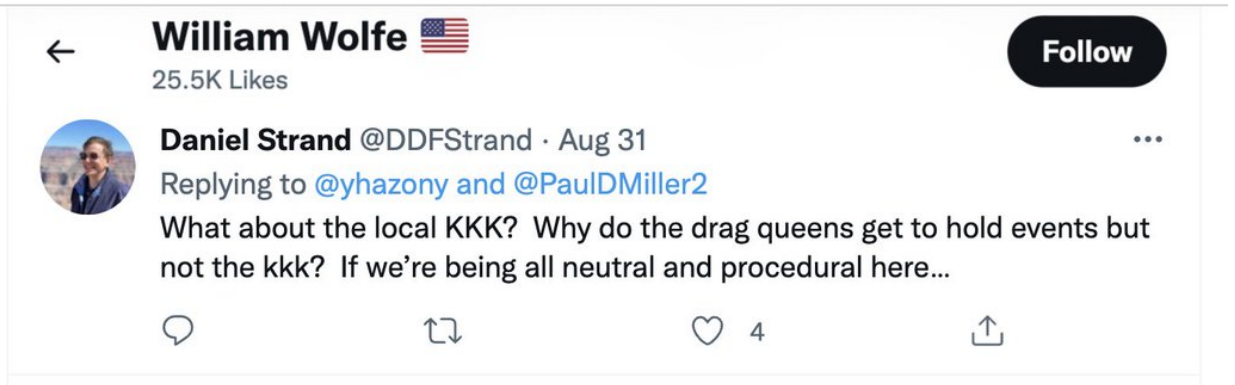 William Wolfe 🇺🇸
25.5K Likes
Follow
Daniel Strand @DDFStrand · Aug 31
Replying to @yhazony and @PaulDMiller2
What about the local KKK?  Why do the drag queens get to hold events but
not the kkk?  If we’re being all neutral and procedural here...
4